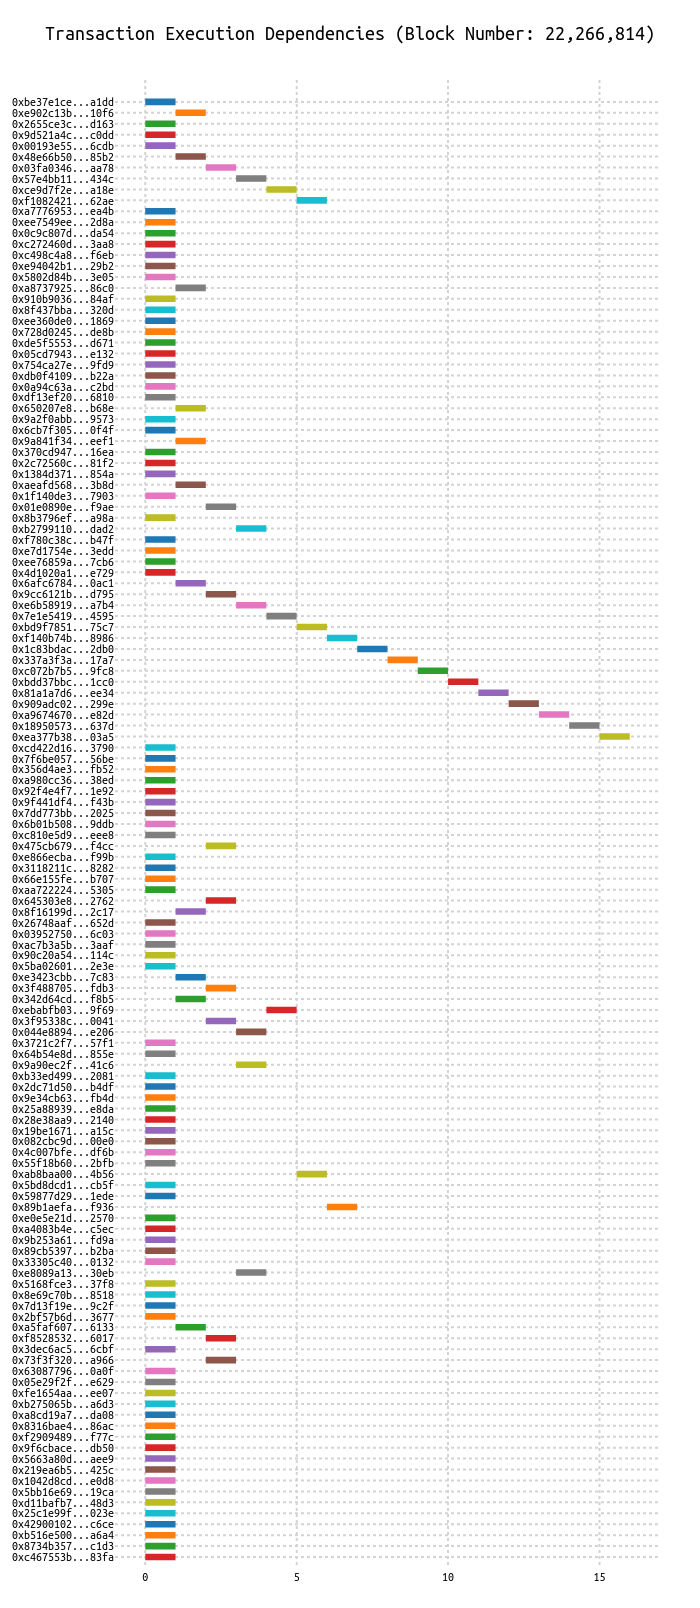 Transaction Execution Dependencies (Block Number: 22,266,814)
0xbe37e1ce...a1dd
0xe902c13b...10f6
0x2655ce3c...d163
0x9d521a4c...c0dd
0x00193e55...6cdb
0x48e66b50...85b2
0x03fa0346...aa78
0x57e4bb11...434c
0xce9d7f2e...a18e
0xf1082421...62ae
0xa7776953...ea4b
0xee7549ee...2d8a
0x0c9c807d...da54
0xc272460d...3aa8
0xc498c4a8...f6eb
0xe94042b1...29b2
0x5802d84b...3e05
0xa8737925...86c0
0x910b9036...84af
0x8f437bba...320d
0xee360de0...1869
0x728d0245...de8b
0xde5f5553...d671
0x05cd7943...e132
0x754ca27e...9fd9
0xdb0f4109...b22a
0x0a94c63a...c2bd
0xdf13ef20...6810
0x650207e8...b68e
0x9a2f0abb...9573
0x6cb7f305...0f4f
0x9a841f34...eef1
0x370cd947...16ea
0x2c72560c...81f2
0x1384d371...854a
0xaeafd568...3b8d
0x1f140de3...7903
0x01e0890e...f9ae
0x8b3796ef...a98a
0xb2799110...dad2
0xf780c38c...b47f
0xe7d1754e...3edd
0xee76859a...7cb6
0x4d1020a1...e729
0x6afc6784...0ac1
0x9cc6121b...d795
0xe6b58919...a7b4
0x7e1e5419...4595
0xbd9f7851...75c7
0xf140b74b...8986
0x1c83bdac...2db0
0x337a3f3a...17a7
0xc072b7b5...9fc8
0xbdd37bbc...1cc0
0x81a1a7d6...ee34
0x909adc02...299e
0xa9674670...e82d
0x18950573...637d
0xea377b38...03a5
0xcd422d16...3790
0x7f6be057...56be
0x356d4ae3...fb52
0xa980cc36...38ed
0x92f4e4f7...1e92
0x9f441df4...f43b
0x7dd773bb...2025
0x6b01b508...9ddb
0xc810e5d9...eee8
0x475cb679...f4cc
0xe866ecba...f99b
0x3118211c...8282
0x66e155fe...b707
0xaa722224...5305
0x645303e8...2762
0x8f16199d...2c17
0x26748aaf...652d
0x03952750...6c03
0xac7b3a5b...3aaf
0x90c20a54...114c
0x5ba02601...2e3e
0xe3423cbb...7c83
0x3f488705...fdb3
0x342d64cd...f8b5
0xebabfb03...9f69
0x3f95338c...0041
0x044e8894...e206
0x3721c2f7...57f1
0x64b54e8d...855e
0x9a90ec2f...41c6
0xb33ed499...2081
0x2dc71d50...b4df
0x9e34cb63...fb4d
0x25a88939...e8da
0x28e38aa9...2140
0x19be1671...a15c
0x082cbc9d...00e0
0x4c007bfe...df6b
0x55f18b60...2bfb
0xab8baa00...4b56
0x5bd8dcd1...cb5f
0x59877d29...1ede
0x89b1aefa...f936
0xe0e5e21d...2570
0xa4083b4e...c5ec
0x9b253a61...fd9a
0x89cb5397...b2ba
0x33305c40...0132
0xe8089a13...30eb
0x5168fce3...37f8
0x8e69c70b...8518
0x7d13f19e...9c2f
0x2bf57b6d...3677
0xa5faf607...6133
0xf8528532...6017
0x3dec6ac5...6cbf
0x73f3f320...a966
0x63087796...0a0f
0x05e29f2f...e629
0xfe1654aa...ee07
0xb275065b...a6d3
0xa8cd19a7...da08
0x8316bae4...86ac
0xf2909489...f77c
0x9f6cbace...db50
0x5663a80d...aee9
0x219ea6b5...425c
0x1042d8cd...e0d8
0x5bb16e69...19ca
0xd11bafb7...48d3
0x25c1e99f...023e
0x42900102...c6ce
0xb516e500...a6a4
0x8734b357...c1d3
0xc467553b...83fa
0 5 10 15